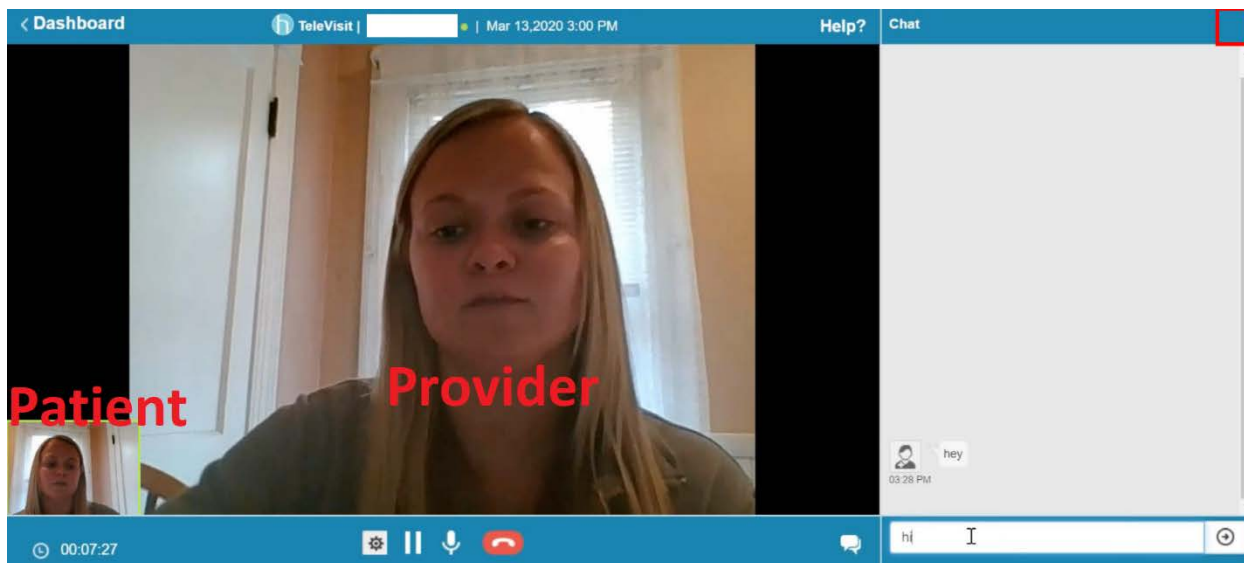 Dashboard
TeleVisit | | Mar 13,2020 3:00 PM
Help?
Chat
Provider
Patient
hey
03:28 PM
00:07:27
hi